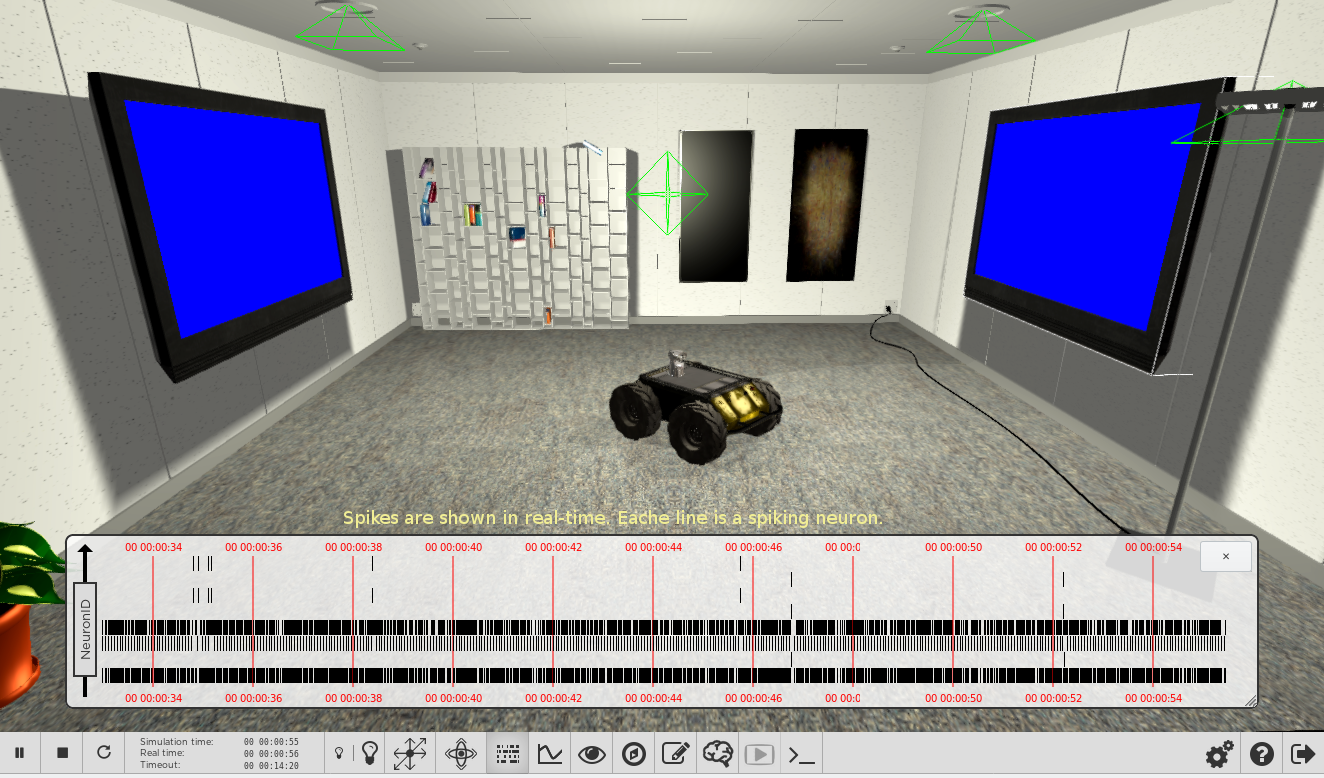 Spikes are shown in real-time. Eache line is a spiking neuron.
00 00:00:34 00 00:00:36 00 00:00:38 00 00:00:40 00 00:00:42 00 00:00:44 00 00:00:46 00 00:0( 00 00:00:50 00 00:00:52 00 00:00:54
×
NeuronID
00 00:00:34 00 00:00:36 00 00:00:38 00 00:00:40 00 00:00:42 00 00:00:44 00 00:00:46 00 00:0( 00 00:00:50 00 00:00:52 00 00:00:54
Simulation time: 00 00:00:55
Real time: 00 00:00:56
Timeout: 00 00:14:20